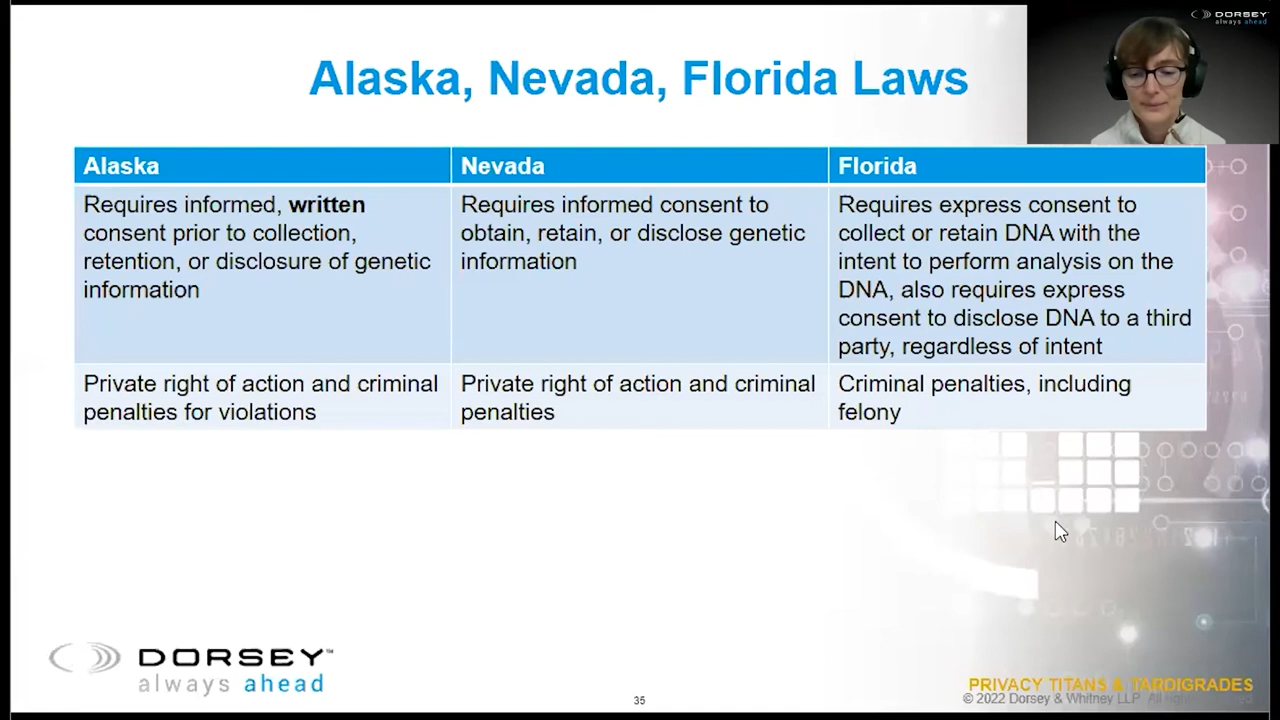 DORSEY
always ahead
Alaska, Nevada, Florida Laws
Alaska
Requires informed, written
consent prior to collection,
retention, or disclosure of genetic
information
Private right of action and criminal
penalties for violations
Nevada
Requires informed consent to
obtain, retain, or disclose genetic
information
Private right of action and criminal
penalties
Florida
Requires express consent to
collect or retain DNA with the
intent to perform analysis on the
DNA, also requires express
consent to disclose DNA to a third
party, regardless of intent
Criminal penalties, including
felony
DORSEY™
always ahead
35
PRIVACY TITANS & TARDIGRADES
© 2022 Dorsey & Whitney LLP. All rights reserved.